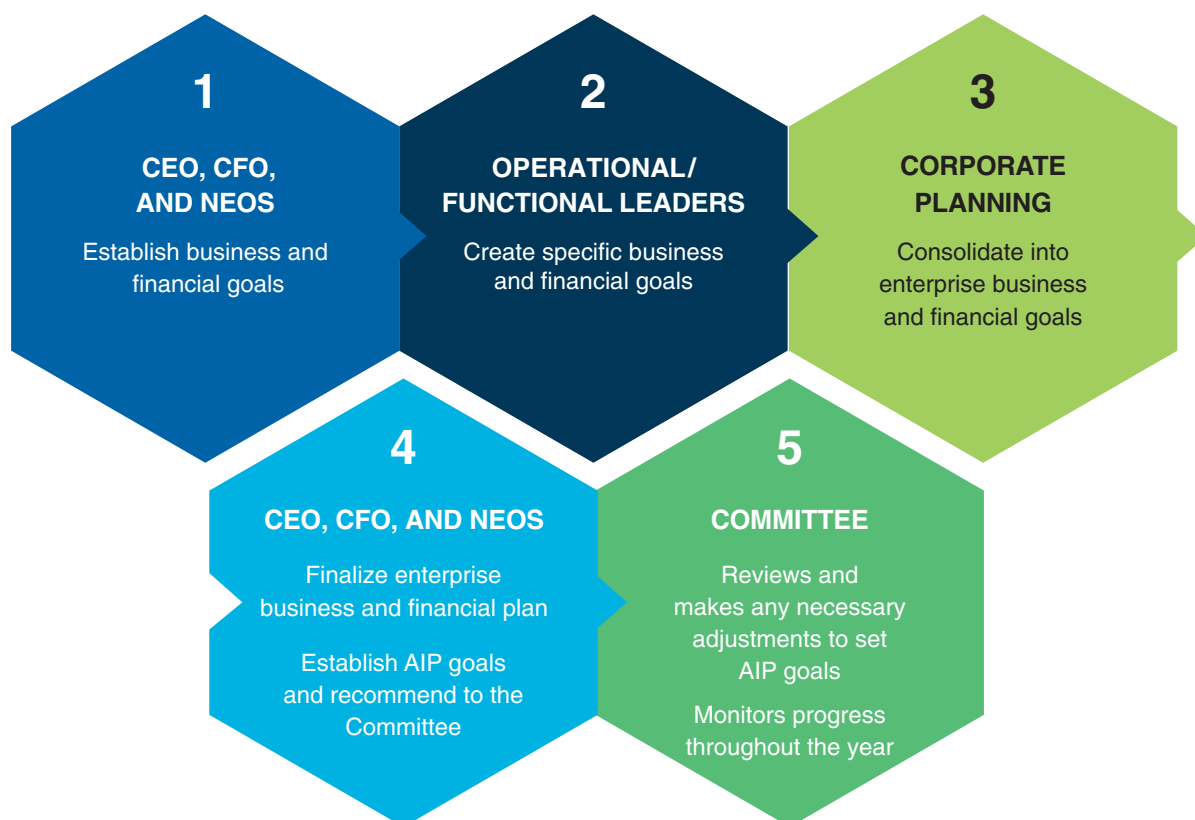 1
CEO, CFO,
AND NEOS
Establish business and
financial goals
2
OPERATIONAL/
FUNCTIONAL LEADERS
Create specific business
and financial goals
3
CORPORATE
PLANNING
Consolidate into
enterprise business
and financial goals
4
CEO, CFO, AND NEOS
Finalize enterprise
business and financial plan
Establish AIP goals
and recommend to the
Committee
5
COMMITTEE
Reviews and
makes any necessary
adjustments to set
AIP goals
Monitors progress
throughout the year